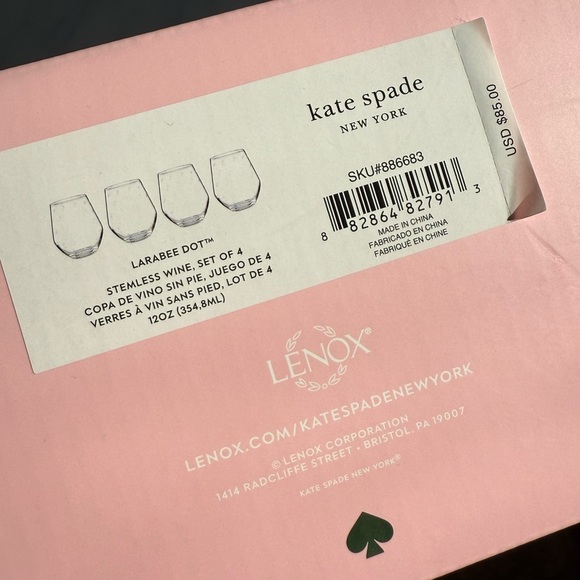 kate spade
NEW YORK
USD $85.00
SKU#886683
8 82864 82791 3
MADE IN CHINA
FABRICADO EN CHINA
FABRIQUÉ EN CHINE
LARABEE DOT™
STEMLESS WINE, SET OF 4
COPA DE VINO SIN PIE, JUEGO DE 4
VERRES À VIN SANS PIED, LOT DE 4
12OZ (354,8ML)
LENOX®
LENOX.COM/KATESPADENEWYORK
© LENOX CORPORATION
1414 RADCLIFFE STREET • BRISTOL, PA 19007
KATE SPADE NEW YORK®